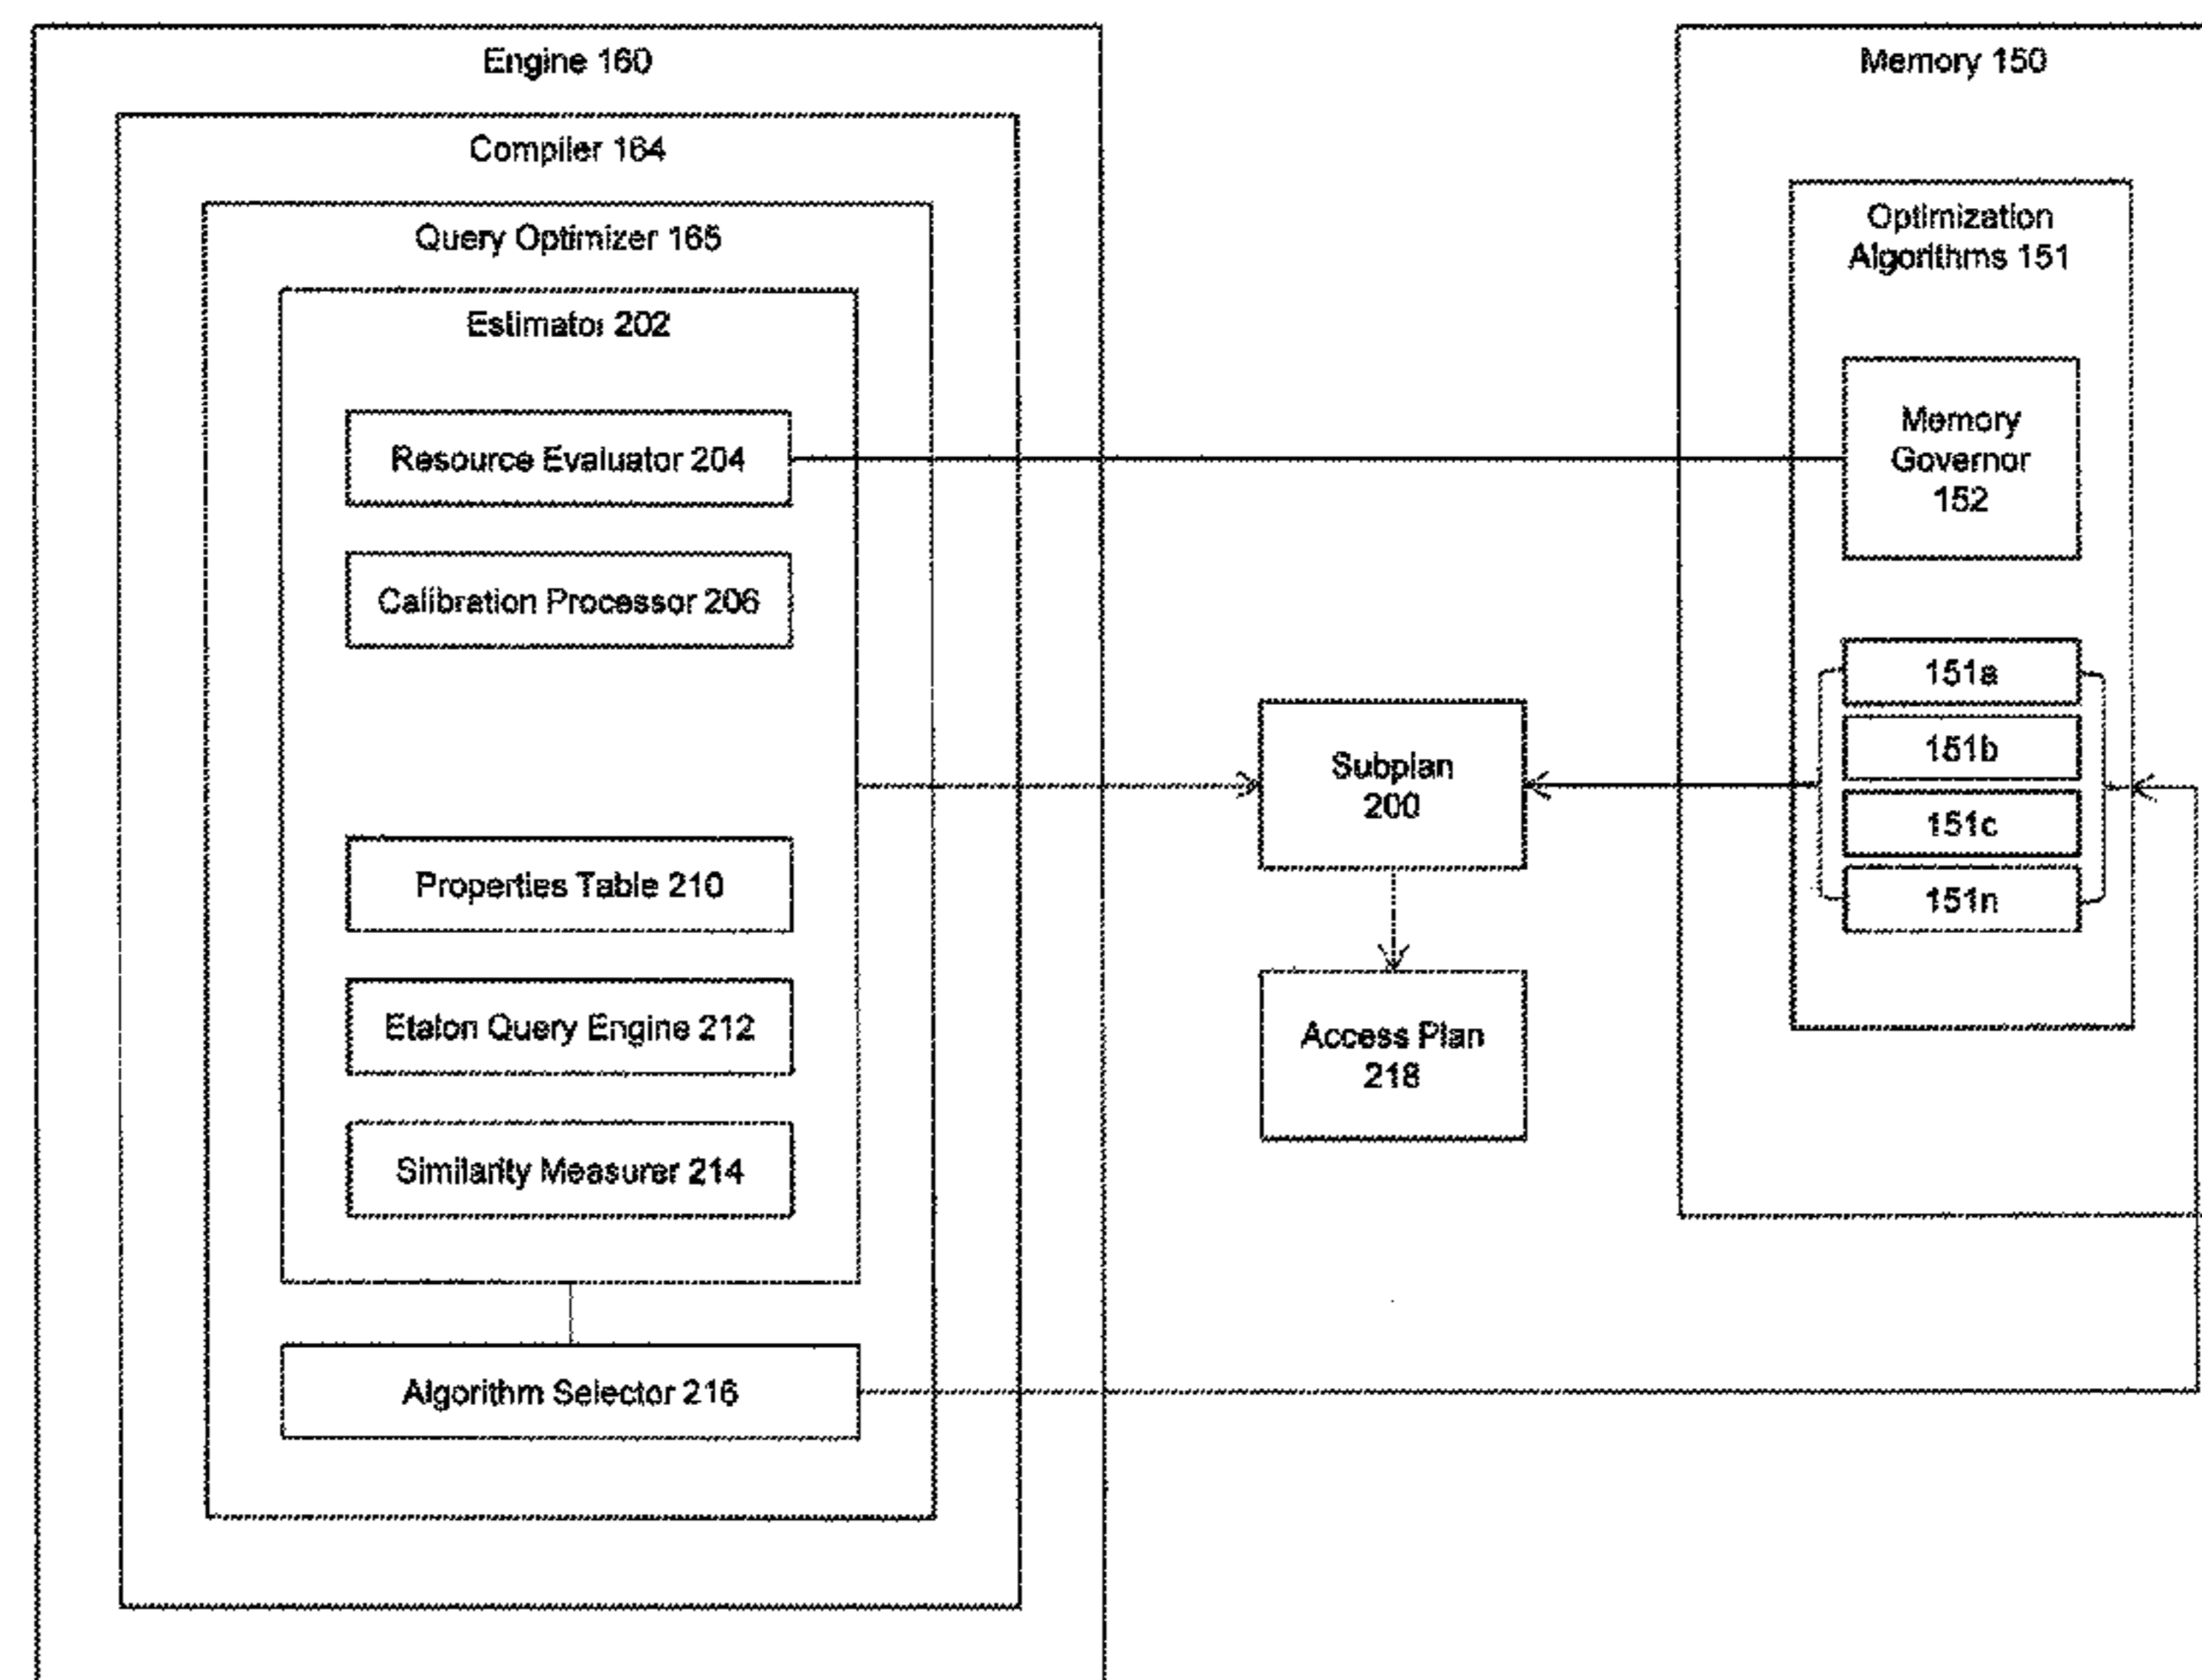 Engine 160
Compiler 164
Query Optimizer 165
Estimator 202
Resource Evaluator 204
Calibration Processor 206
Properties Table 210
Etalon Query Engine 212
Similarity Measurer 214
Algorithm Selector 216
Subplan
200
Access Plan
218
Memory 150
Optimization
Algorithms 151
Memory
Governor
152
151a
151b
151c
151n